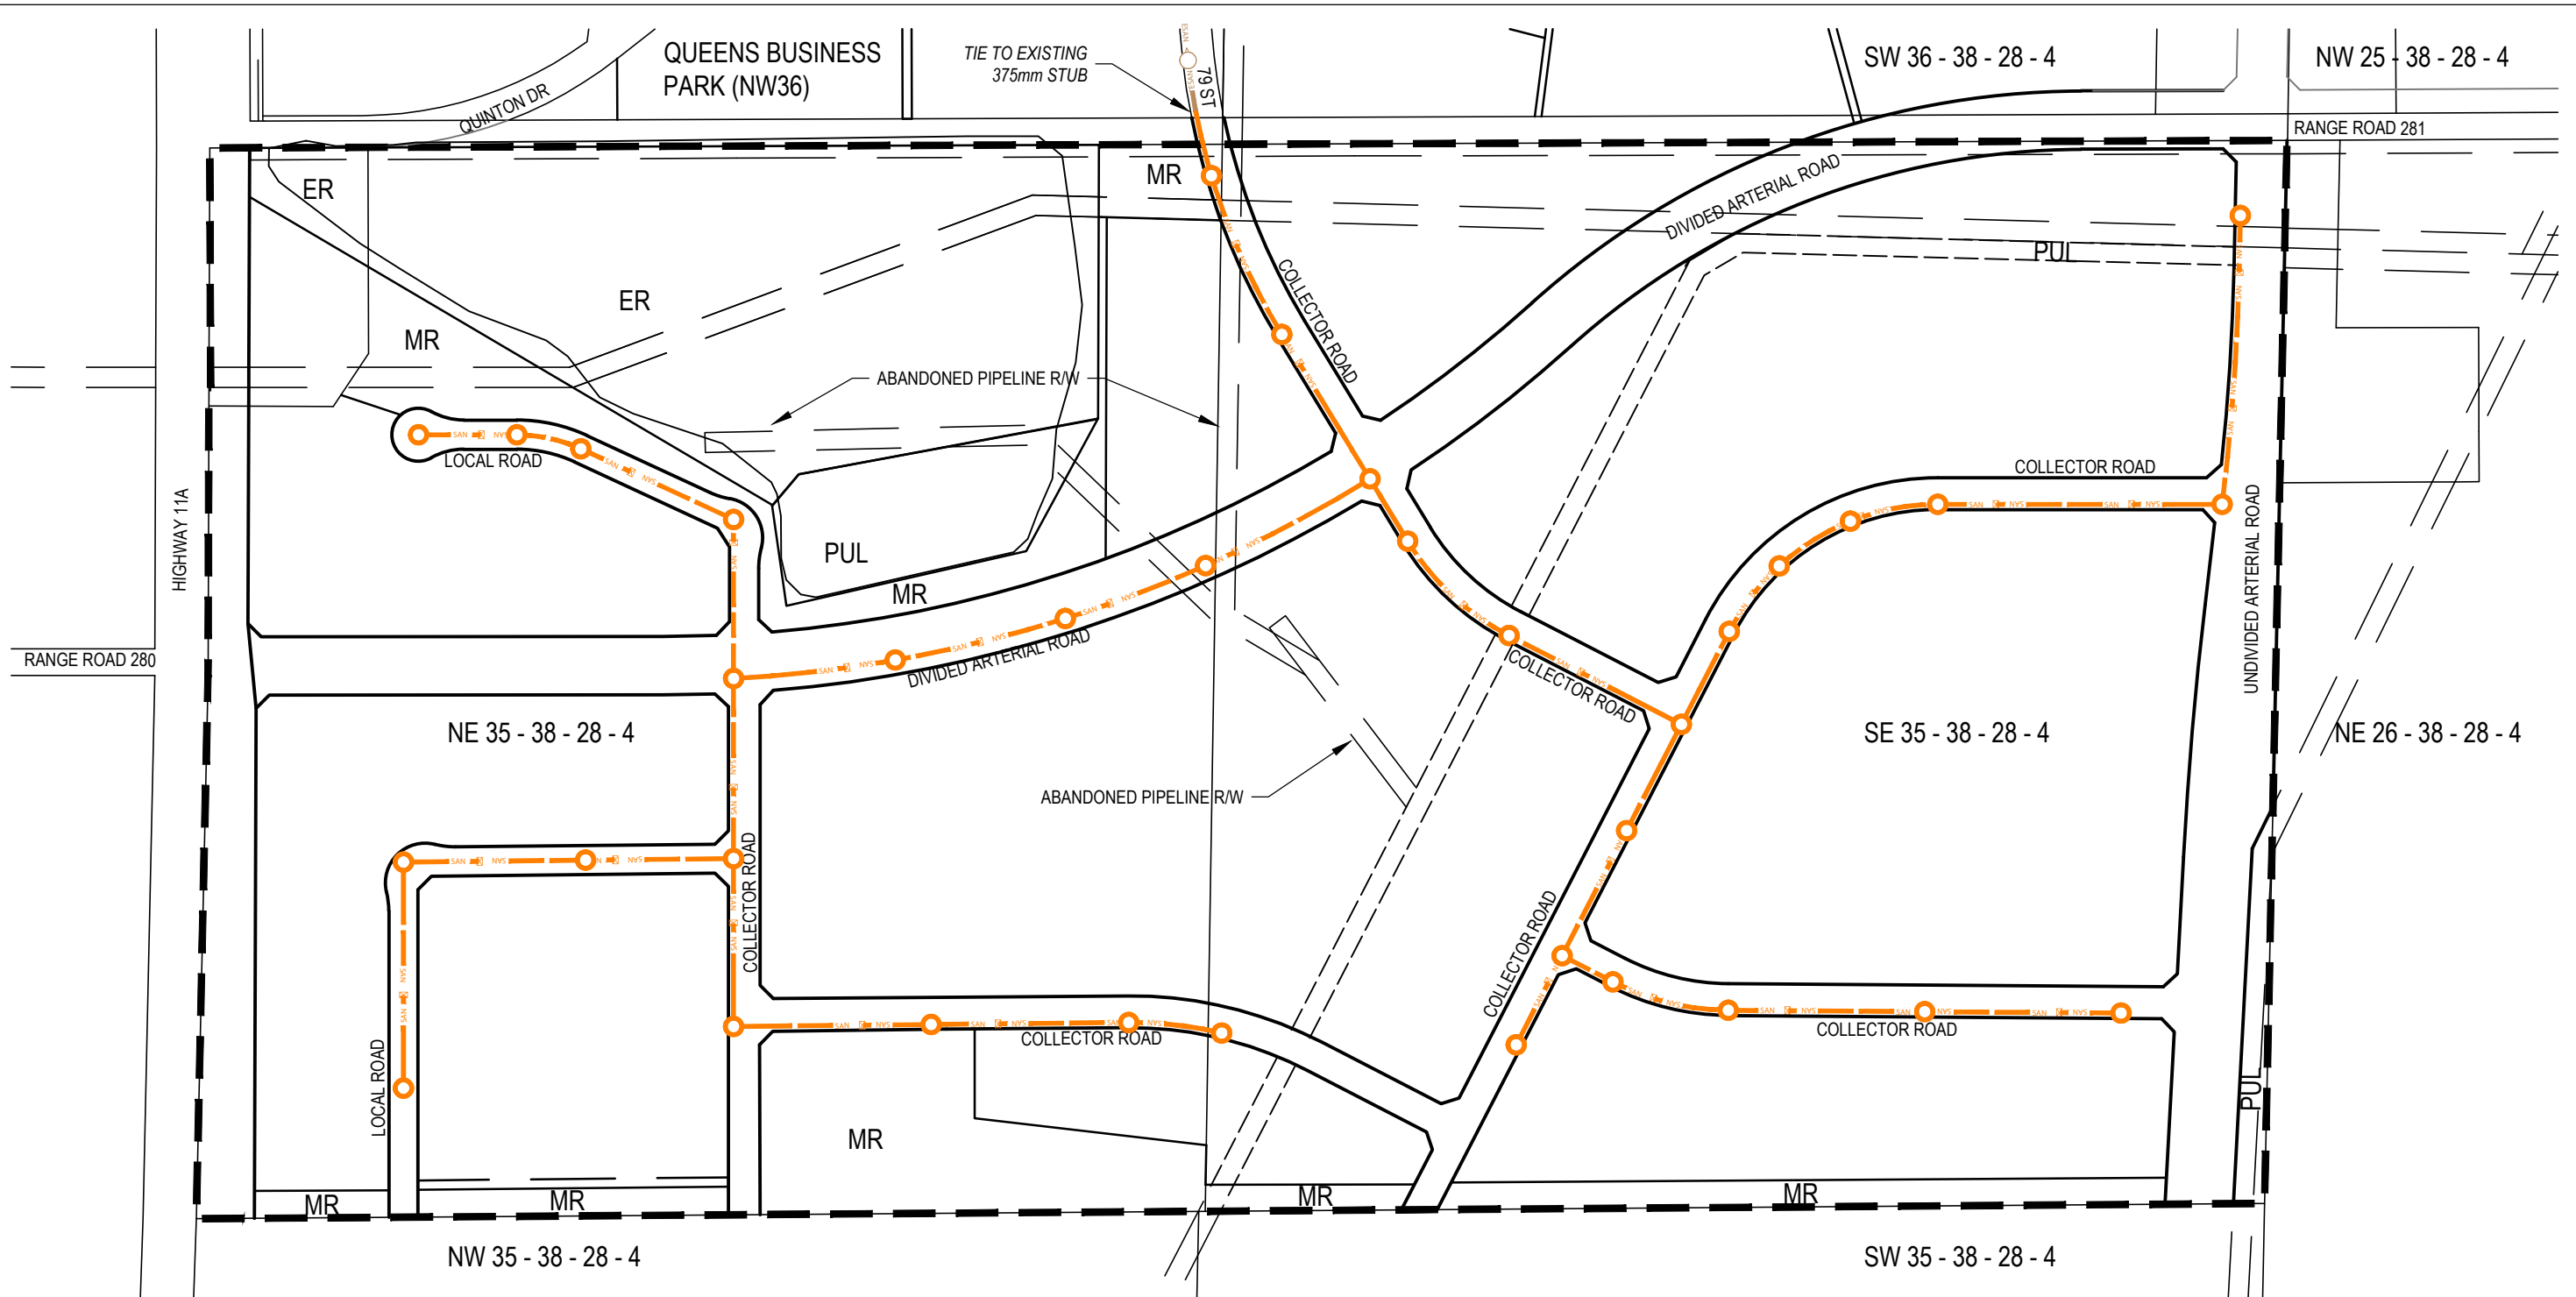 QUEENS BUSINESS
PARK (NW36)
TIE TO EXISTING
375mm STUB
ESAN
SAN
79 ST
SW 36 - 38 - 28 - 4
NW 25 - 38 - 28 - 4
QUINTON DR
RANGE ROAD 281
ER
MR
DIVIDED ARTERIAL ROAD
PUL
ER
COLLECTOR ROAD
MR
ABANDONED PIPELINE R/W
LOCAL ROAD
COLLECTOR ROAD
HIGHWAY 11A
UNDIVIDED ARTERIAL ROAD
PUL
MR
RANGE ROAD 280
DIVIDED ARTERIAL ROAD
COLLECTOR ROAD
NE 35 - 38 - 28 - 4
SE 35 - 38 - 28 - 4
NE 26 - 38 - 28 - 4
ABANDONED PIPELINE R/W
COLLECTOR ROAD
COLLECTOR ROAD
COLLECTOR ROAD
COLLECTOR ROAD
LOCAL ROAD
PUL
MR
MR
MR
MR
MR
NW 35 - 38 - 28 - 4
SW 35 - 38 - 28 - 4